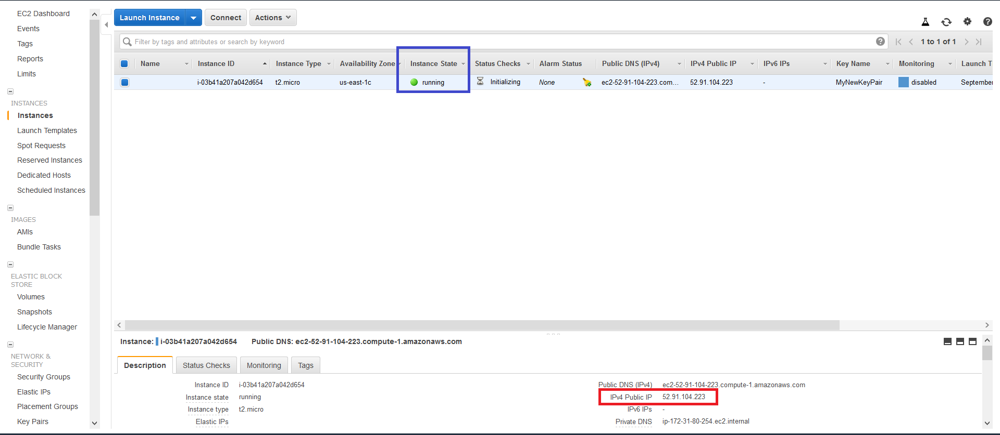 EC2 Dashboard
Events
Tags
Reports
Limits
INSTANCES
Instances
Launch Templates
Spot Requests
Reserved Instances
Dedicated Hosts
Scheduled Instances
IMAGES
AMIs
Bundle Tasks
ELASTIC BLOCK
STORE
Volumes
Snapshots
Lifecycle Manager
NETWORK &
SECURITY
Security Groups
Elastic IPs
Placement Groups
Key Pairs
Launch Instance Connect Actions
Filter by tags and attributes or search by keyword 1 to 1 of 1
Name Instance ID Instance Type Availability Zone Instance State Status Checks Alarm Status Public DNS (IPv4) IPv4 Public IP IPv6 IPs Key Name Monitoring Launch T
i-03b41a207a042d654 t2.micro us-east-1c running Initializing None ec2-52-91-104-223.com... 52.91.104.223 - MyNewKeyPair disabled September
Instance: i-03b41a207a042d654 Public DNS: ec2-52-91-104-223.compute-1.amazonaws.com
Description Status Checks Monitoring Tags
Instance ID i-03b41a207a042d654 Public DNS (IPv4) ec2-52-91-104-223.compute-1.amazonaws.com
Instance state running IPv4 Public IP 52.91.104.223
Instance type t2.micro IPv6 IPs -
Elastic IPs Private DNS ip-172-31-80-254.ec2.internal